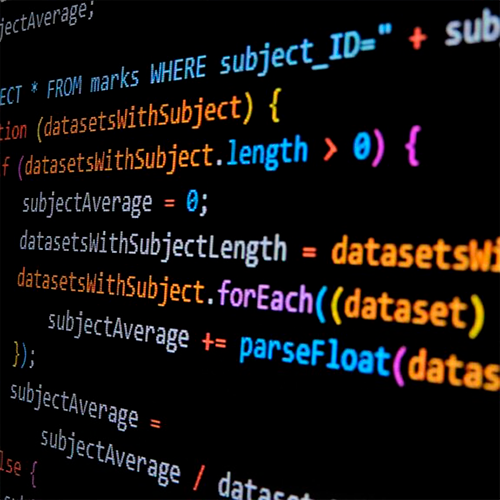 jectAverage;
ECT * FROM marks WHERE subject_ID=" + sub
tion (datasetsWithSubject) {
f (datasetsWithSubject.length > 0) {
subjectAverage = 0;
datasetsWithSubjectLength = datasetsWi
datasetsWithSubject.forEach((dataset)
subjectAverage += parseFloat(datas
});
subjectAverage =
subjectAverage / datase
lse {